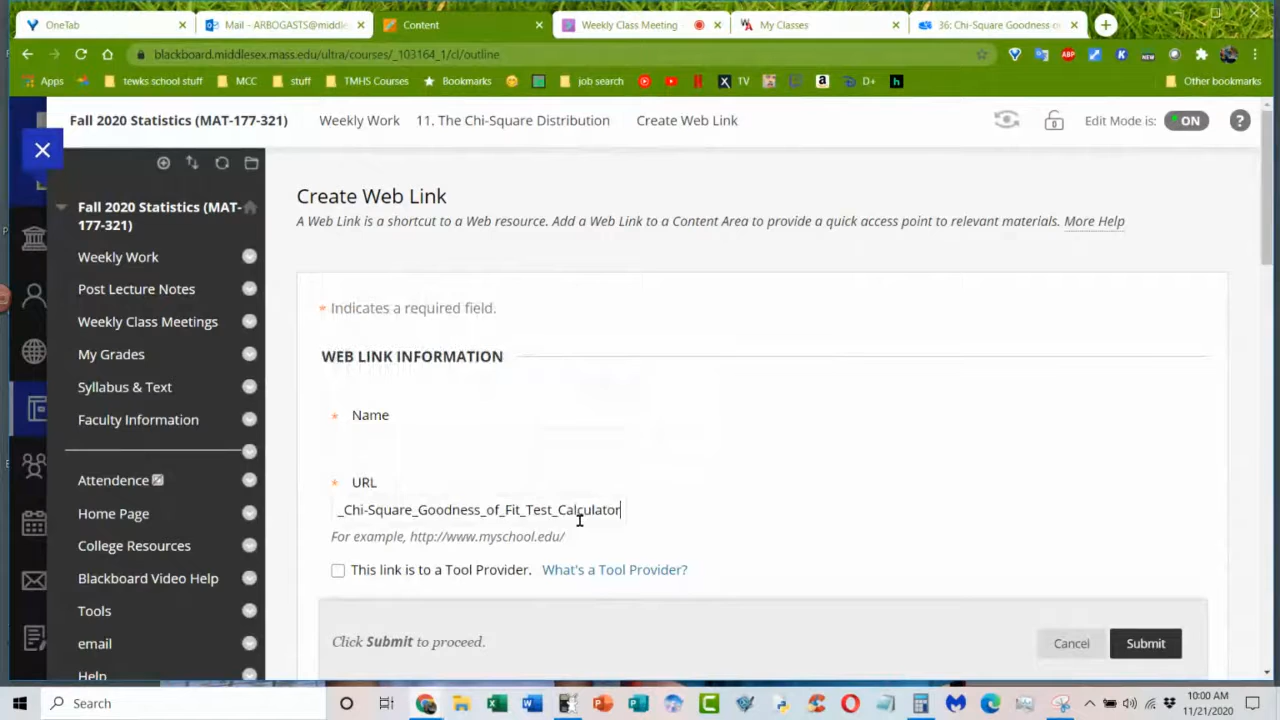 OneTab
Mail - ARBOGASTS@middle
Content
Weekly Class Meeting
My Classes
36: Chi-Square Goodness o
blackboard.middlesex.mass.edu/ultra/courses/_103164_1/cl/outline
Apps
tewks school stuff
MCC
stuff
TMHS Courses
Bookmarks
job search
TV
D+
Other bookmarks
Fall 2020 Statistics (MAT-177-321)
Weekly Work
11. The Chi-Square Distribution
Create Web Link
Edit Mode is:
ON
?
Fall 2020 Statistics (MAT-
177-321)
Weekly Work
Post Lecture Notes
Weekly Class Meetings
My Grades
Syllabus & Text
Faculty Information
Attendence
Home Page
College Resources
Blackboard Video Help
Tools
email
Help
Create Web Link
A Web Link is a shortcut to a Web resource. Add a Web Link to a Content Area to provide a quick access point to relevant materials. More Help
* Indicates a required field.
WEB LINK INFORMATION
* Name
* URL
_Chi-Square_Goodness_of_Fit_Test_Calculator
For example, http://www.myschool.edu/
This link is to a Tool Provider. What's a Tool Provider?
Click Submit to proceed.
Cancel
Submit
Search
10:00 AM
11/21/2020